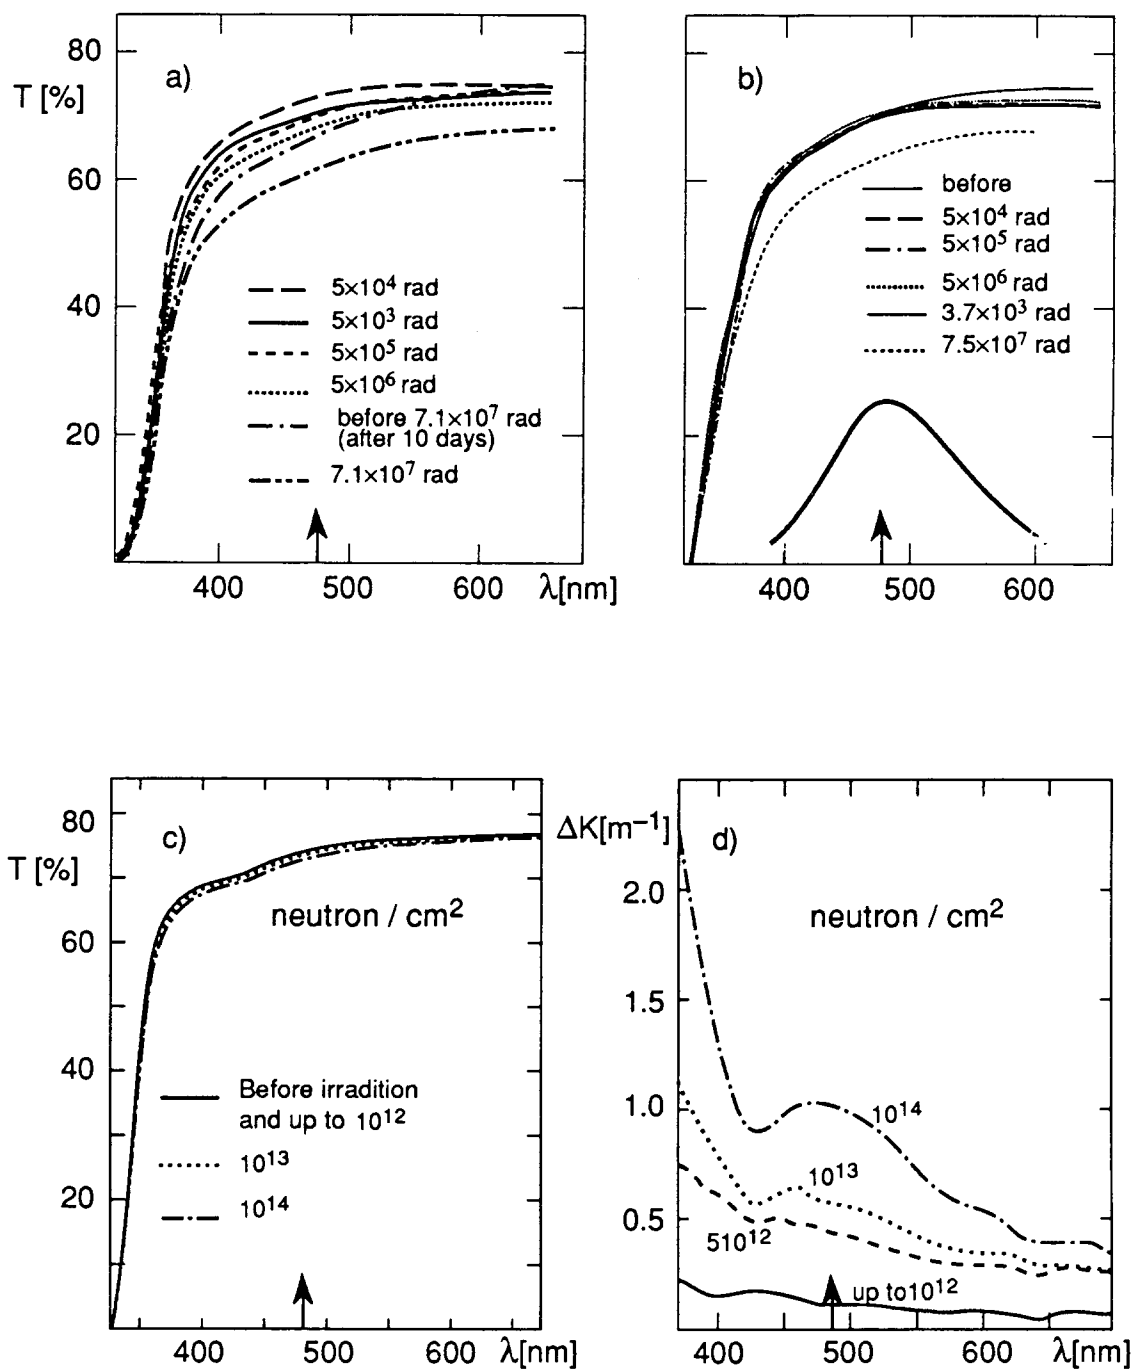 80
a)
T [%]
60
40
20
5×10⁴ rad
5×10³ rad
5×10⁵ rad
5×10⁶ rad
before 7.1×10⁷ rad
(after 10 days)
7.1×10⁷ rad
400
500
600
λ[nm]
b)
before
5×10⁴ rad
5×10⁵ rad
5×10⁶ rad
3.7×10³ rad
7.5×10⁷ rad
400
500
600
80
c)
T [%]
neutron / cm²
60
40
20
Before irradition
and up to 10¹²
10¹³
10¹⁴
400
500
600
λ[nm]
ΔK[m⁻¹]
d)
2.0
neutron / cm²
1.5
1.0
10¹⁴
10¹³
0.5
510¹²
up to10¹²
400
500
600
λ[nm]